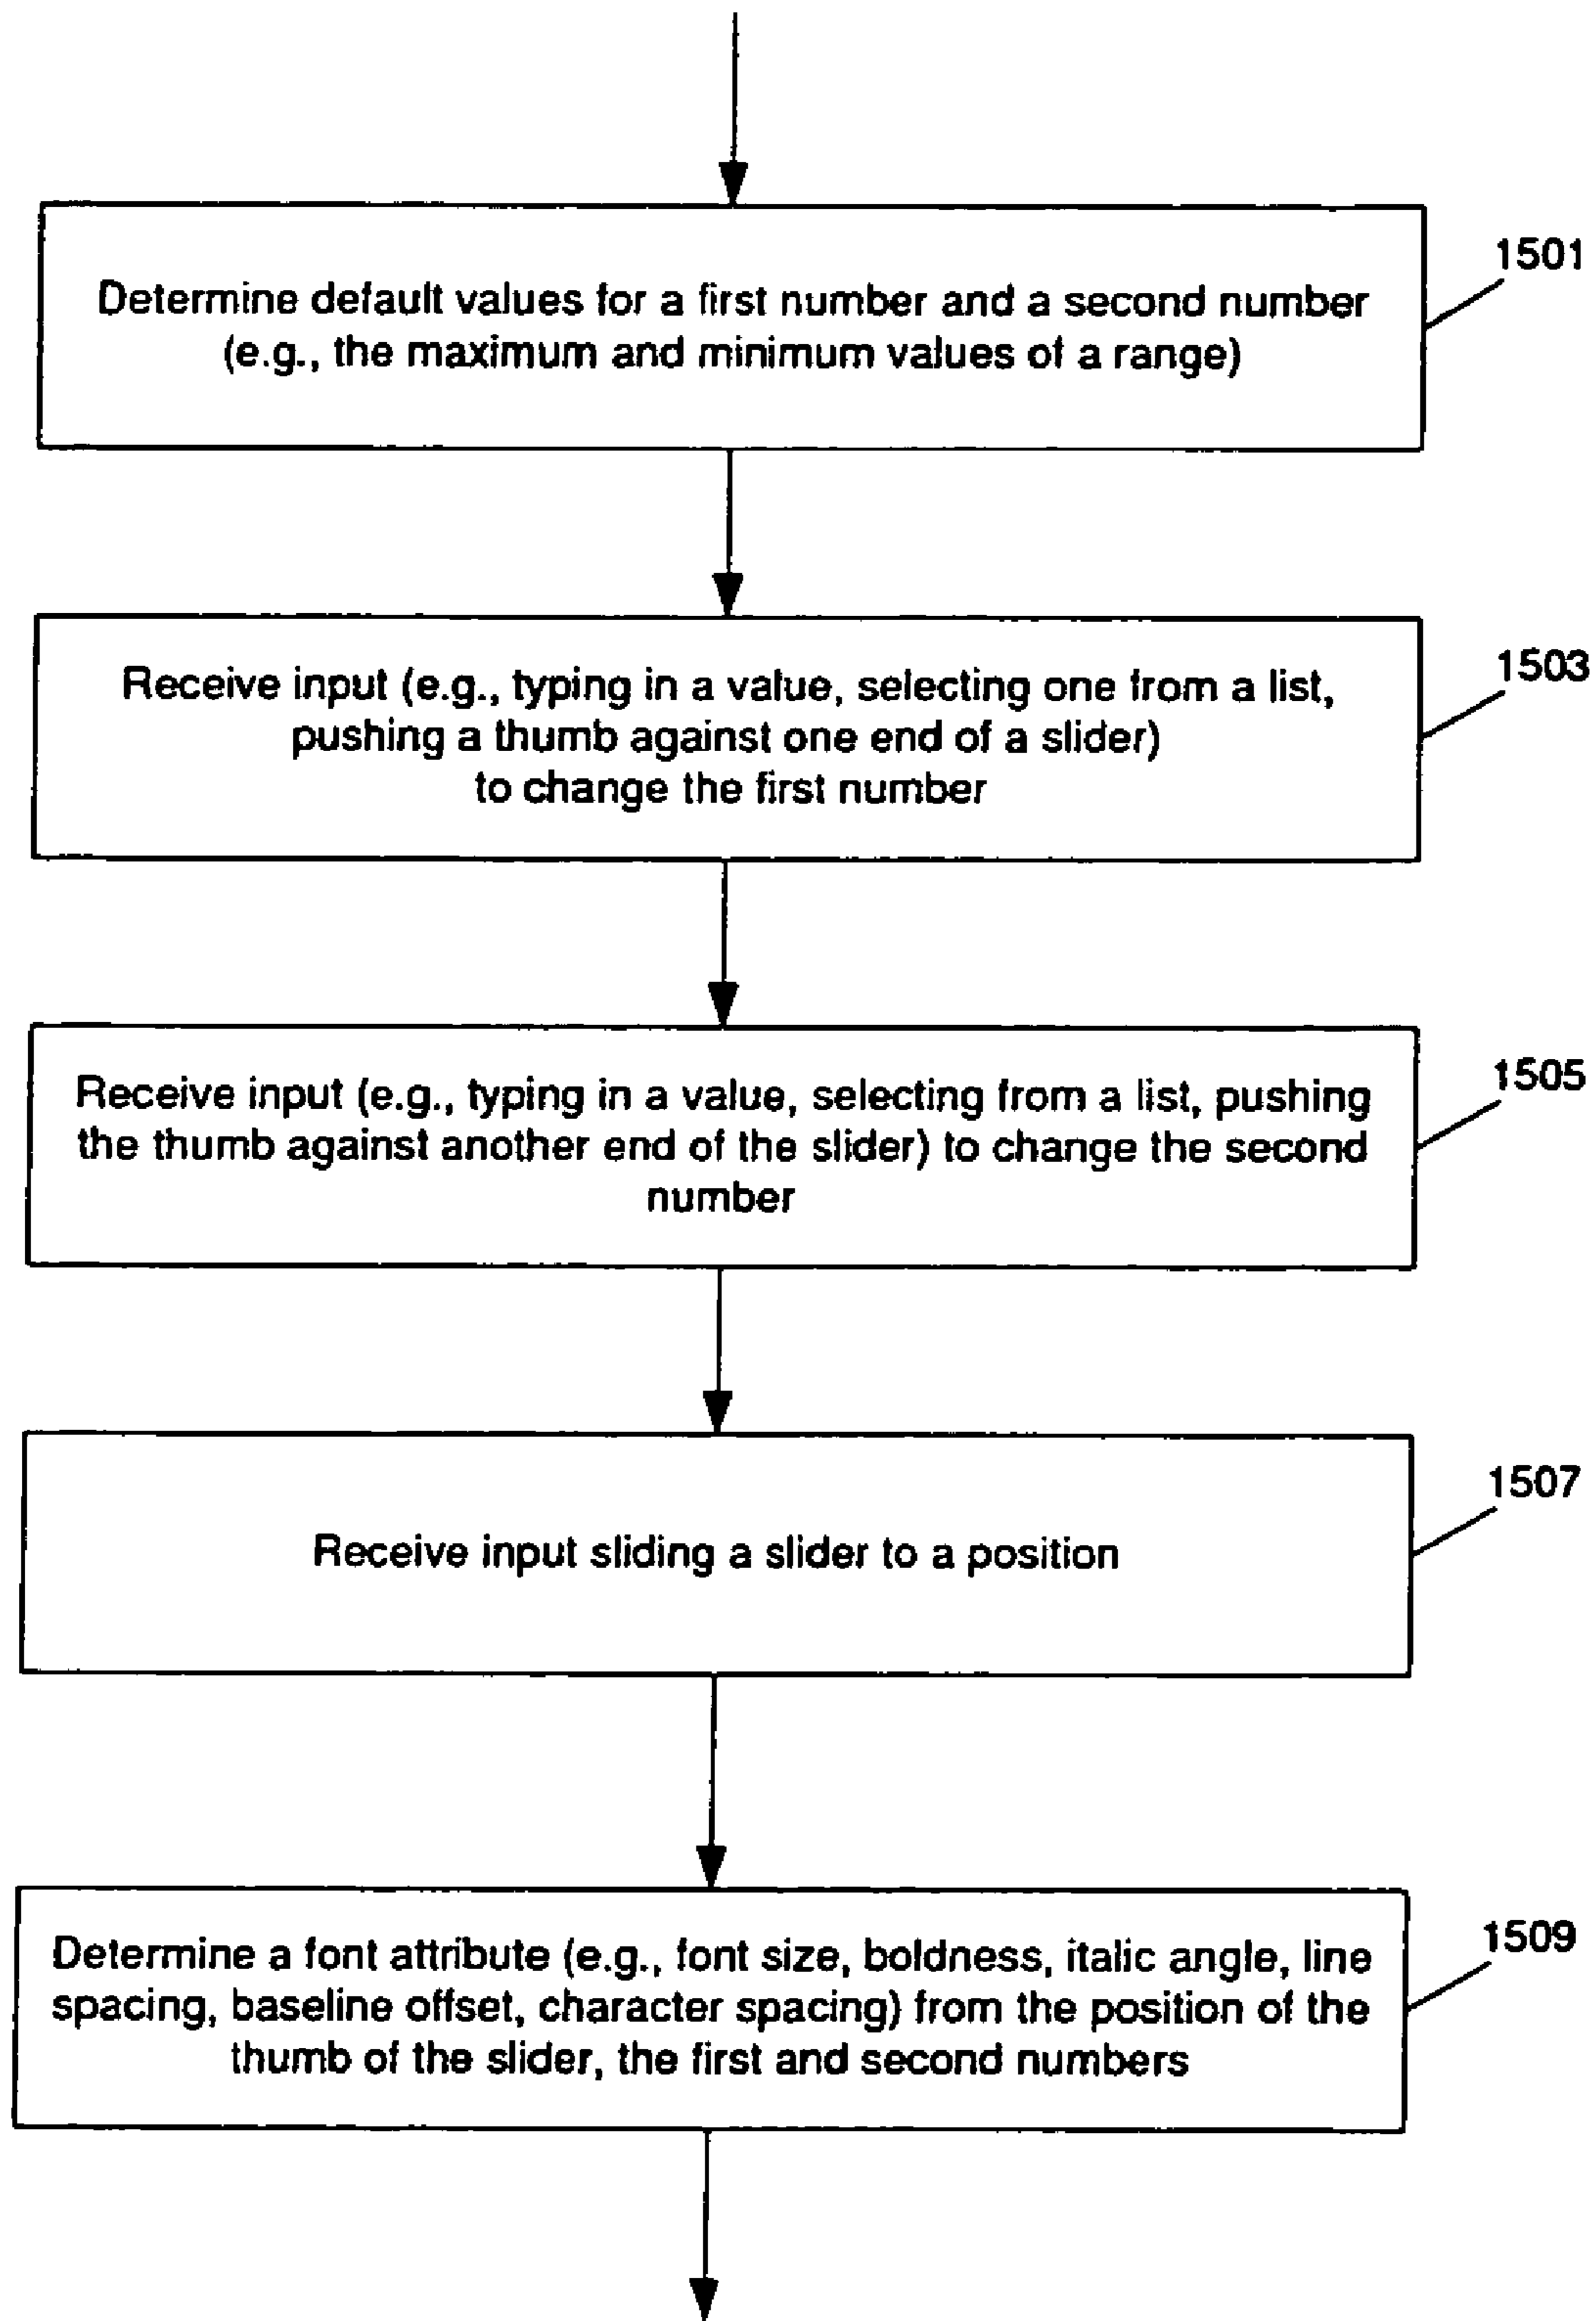 1501
Determine default values for a first number and a second number
(e.g., the maximum and minimum values of a range)
1503
Receive input (e.g., typing in a value, selecting one from a list,
pushing a thumb against one end of a slider)
to change the first number
1505
Receive input (e.g., typing in a value, selecting from a list, pushing
the thumb against another end of the slider) to change the second
number
1507
Receive input sliding a slider to a position
1509
Determine a font attribute (e.g., font size, boldness, italic angle, line
spacing, baseline offset, character spacing) from the position of the
thumb of the slider, the first and second numbers